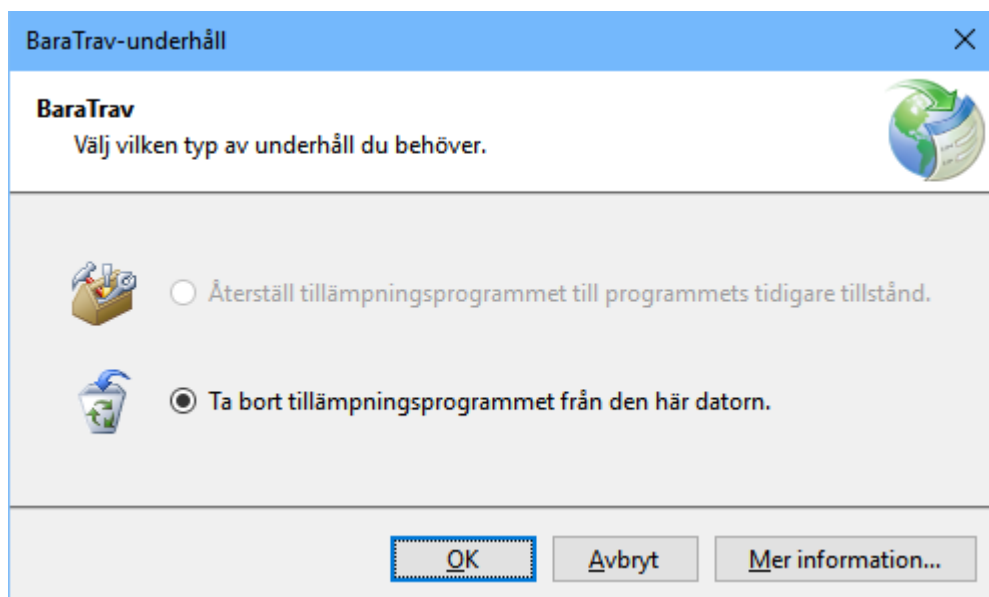 BaraTrav-underhåll
BaraTrav
Välj vilken typ av underhåll du behöver.
Återställ tillämpningsprogrammet till programmets tidigare tillstånd.
Ta bort tillämpningsprogrammet från den här datorn.
OK
Avbryt
Mer information...